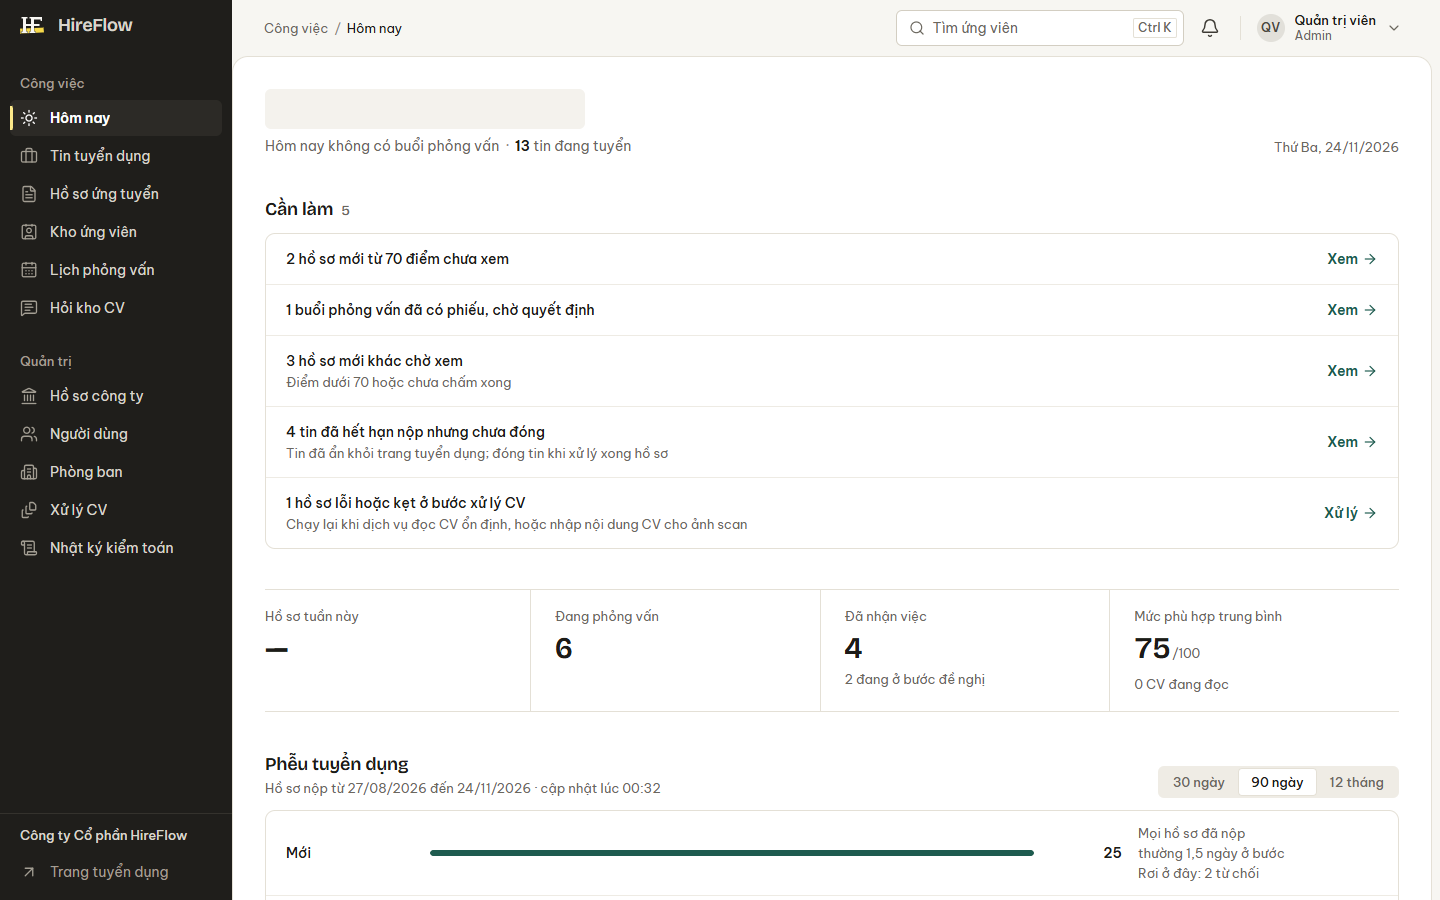 HF HireFlow
Công việc
Hôm nay
Tin tuyển dụng
Hồ sơ ứng tuyển
Kho ứng viên
Lịch phỏng vấn
Hỏi kho CV
Quản trị
Hồ sơ công ty
Người dùng
Phòng ban
Xử lý CV
Nhật ký kiểm toán
Công ty Cổ phần HireFlow
Trang tuyển dụng
Công việc / Hôm nay
Tìm ứng viên Ctrl K
QV Quản trị viên
Admin
Hôm nay không có buổi phỏng vấn · 13 tin đang tuyển
Thứ Ba, 24/11/2026
Cần làm 5
2 hồ sơ mới từ 70 điểm chưa xem Xem →
1 buổi phỏng vấn đã có phiếu, chờ quyết định Xem →
3 hồ sơ mới khác chờ xem
Điểm dưới 70 hoặc chưa chấm xong
Xem →
4 tin đã hết hạn nộp nhưng chưa đóng
Tin đã ẩn khỏi trang tuyển dụng; đóng tin khi xử lý xong hồ sơ
Xem →
1 hồ sơ lỗi hoặc kẹt ở bước xử lý CV
Chạy lại khi dịch vụ đọc CV ổn định, hoặc nhập nội dung CV cho ảnh scan
Xử lý →
Hồ sơ tuần này
—
Đang phỏng vấn
6
Đã nhận việc
4
2 đang ở bước đề nghị
Mức phù hợp trung bình
75 /100
0 CV đang đọc
Phễu tuyển dụng
Hồ sơ nộp từ 27/08/2026 đến 24/11/2026 · cập nhật lúc 00:32
30 ngày 90 ngày 12 tháng
Mới 25
Mọi hồ sơ đã nộp
thường 1,5 ngày ở bước
Rơi ở đây: 2 từ chối